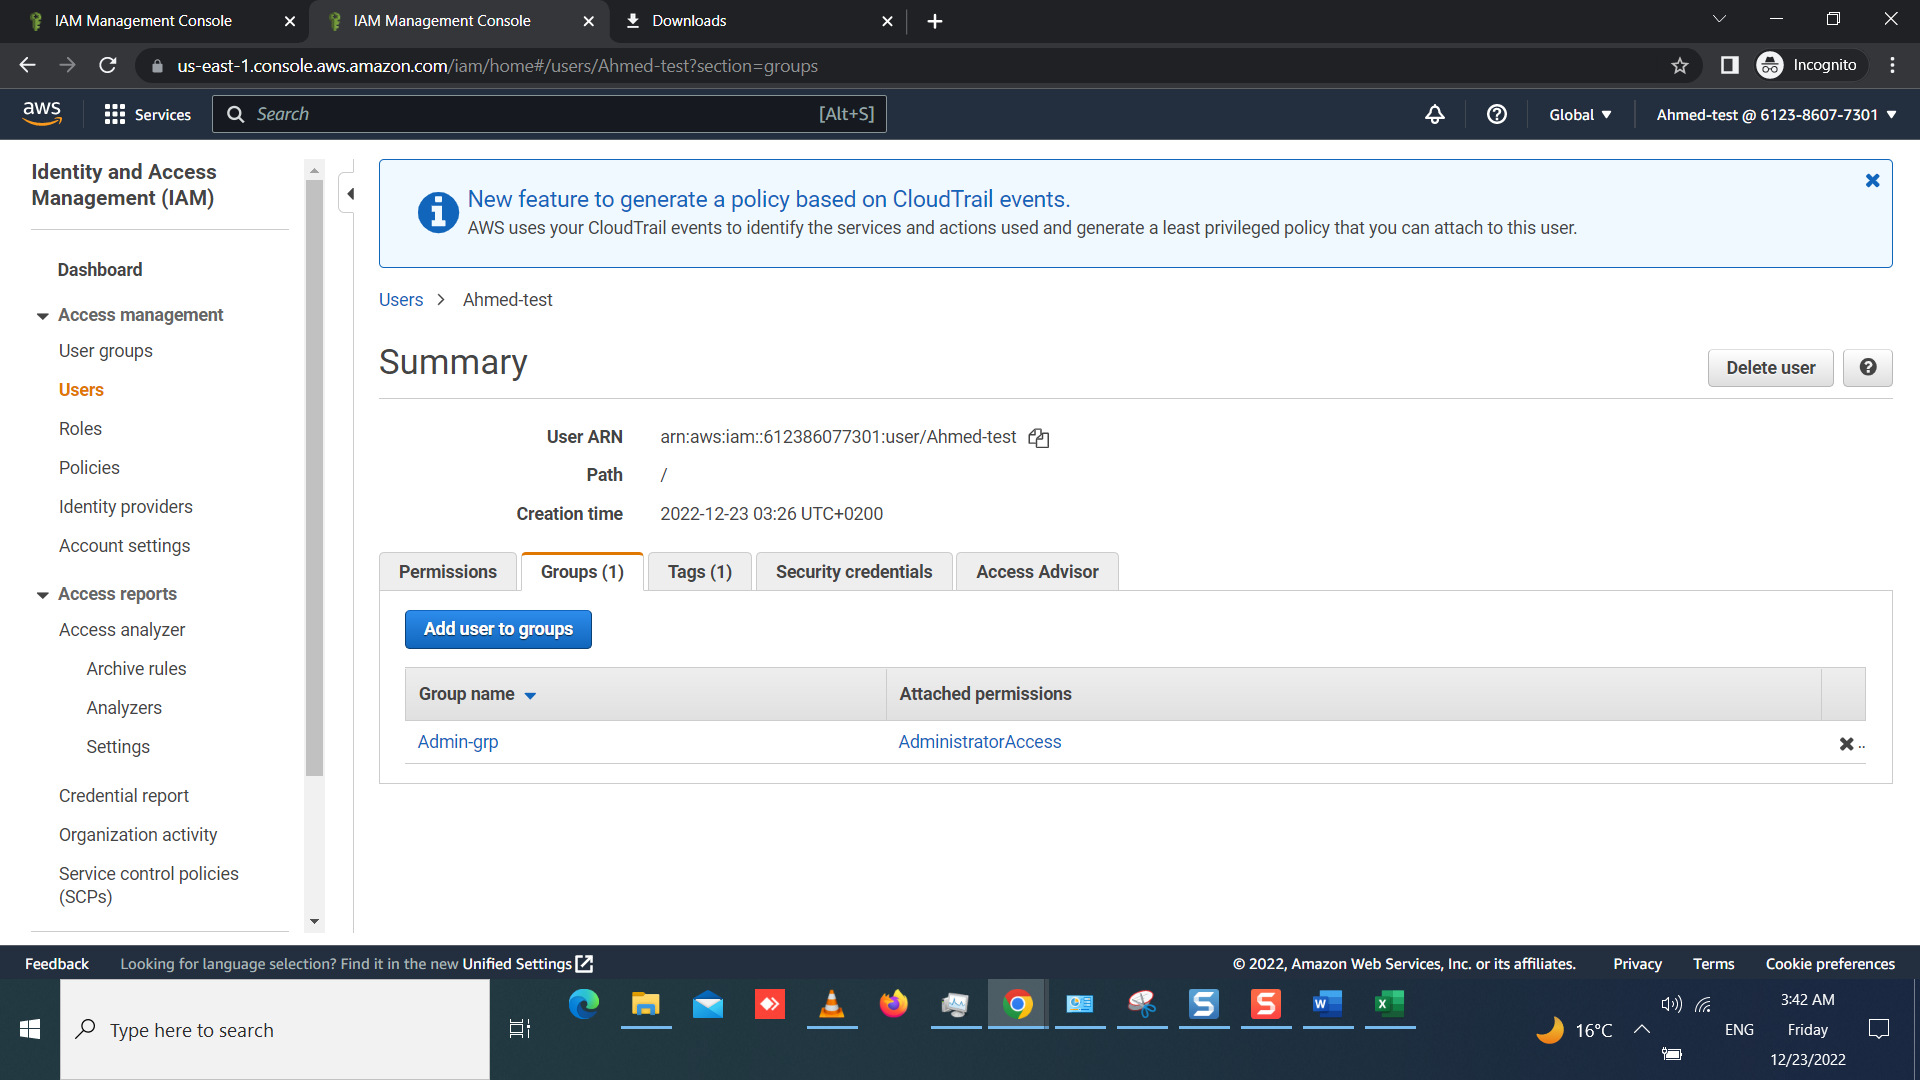 IAM Management Console
IAM Management Console
Downloads
us-east-1.console.aws.amazon.com/iam/home#/users/Ahmed-test?section=groups
Incognito
aws
Services
Search
[Alt+S]
Global
Ahmed-test @ 6123-8607-7301
Identity and Access
Management (IAM)
Dashboard
Access management
User groups
Users
Roles
Policies
Identity providers
Account settings
Access reports
Access analyzer
Archive rules
Analyzers
Settings
Credential report
Organization activity
Service control policies
(SCPs)
New feature to generate a policy based on CloudTrail events.
AWS uses your CloudTrail events to identify the services and actions used and generate a least privileged policy that you can attach to this user.
Users > Ahmed-test
Summary
Delete user
User ARN arn:aws:iam::612386077301:user/Ahmed-test
Path /
Creation time 2022-12-23 03:26 UTC+0200
Permissions
Groups (1)
Tags (1)
Security credentials
Access Advisor
Add user to groups
Group name
Attached permissions
Admin-grp
AdministratorAccess
..
Feedback
Looking for language selection? Find it in the new Unified Settings
© 2022, Amazon Web Services, Inc. or its affiliates.
Privacy
Terms
Cookie preferences
Type here to search
16°C
ENG
3:42 AM
Friday
12/23/2022